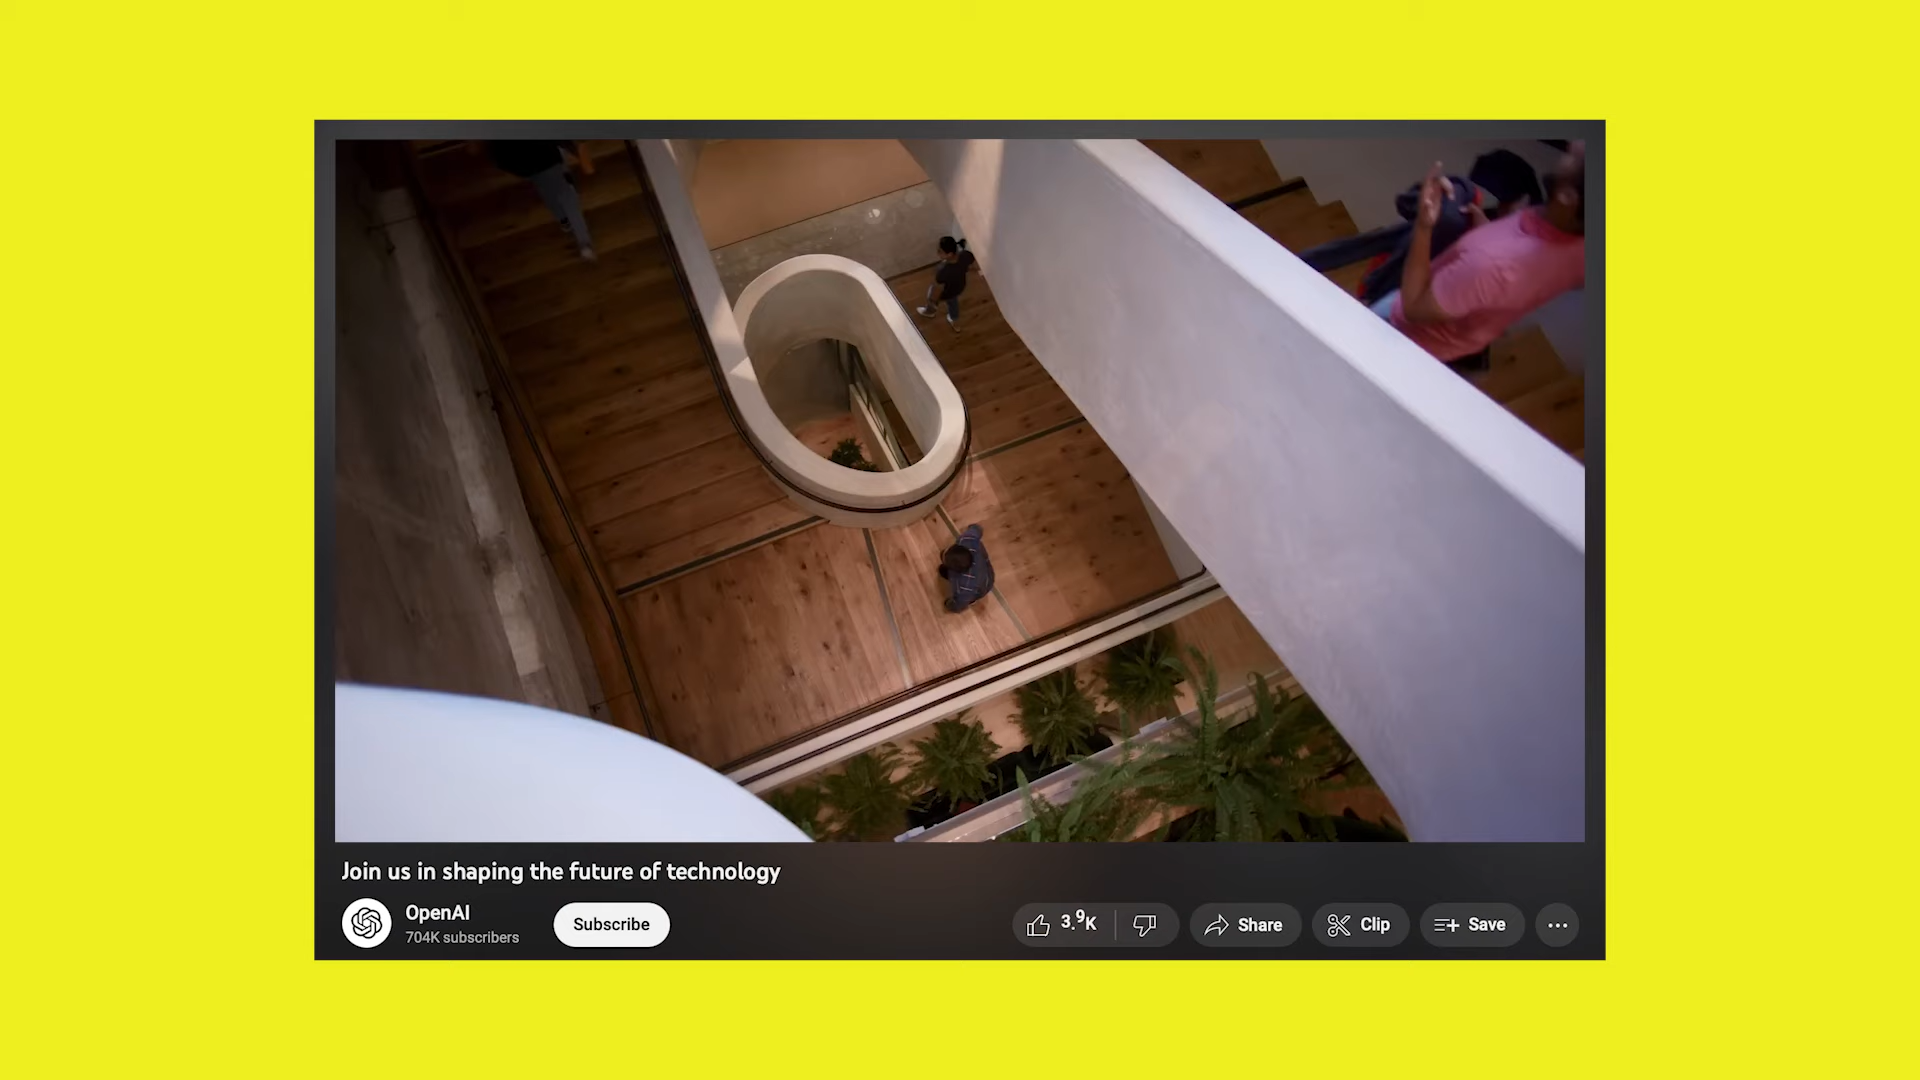 Join us in shaping the future of technology
OpenAI
704K subscribers
Subscribe
3.9K
Share
Clip
Save